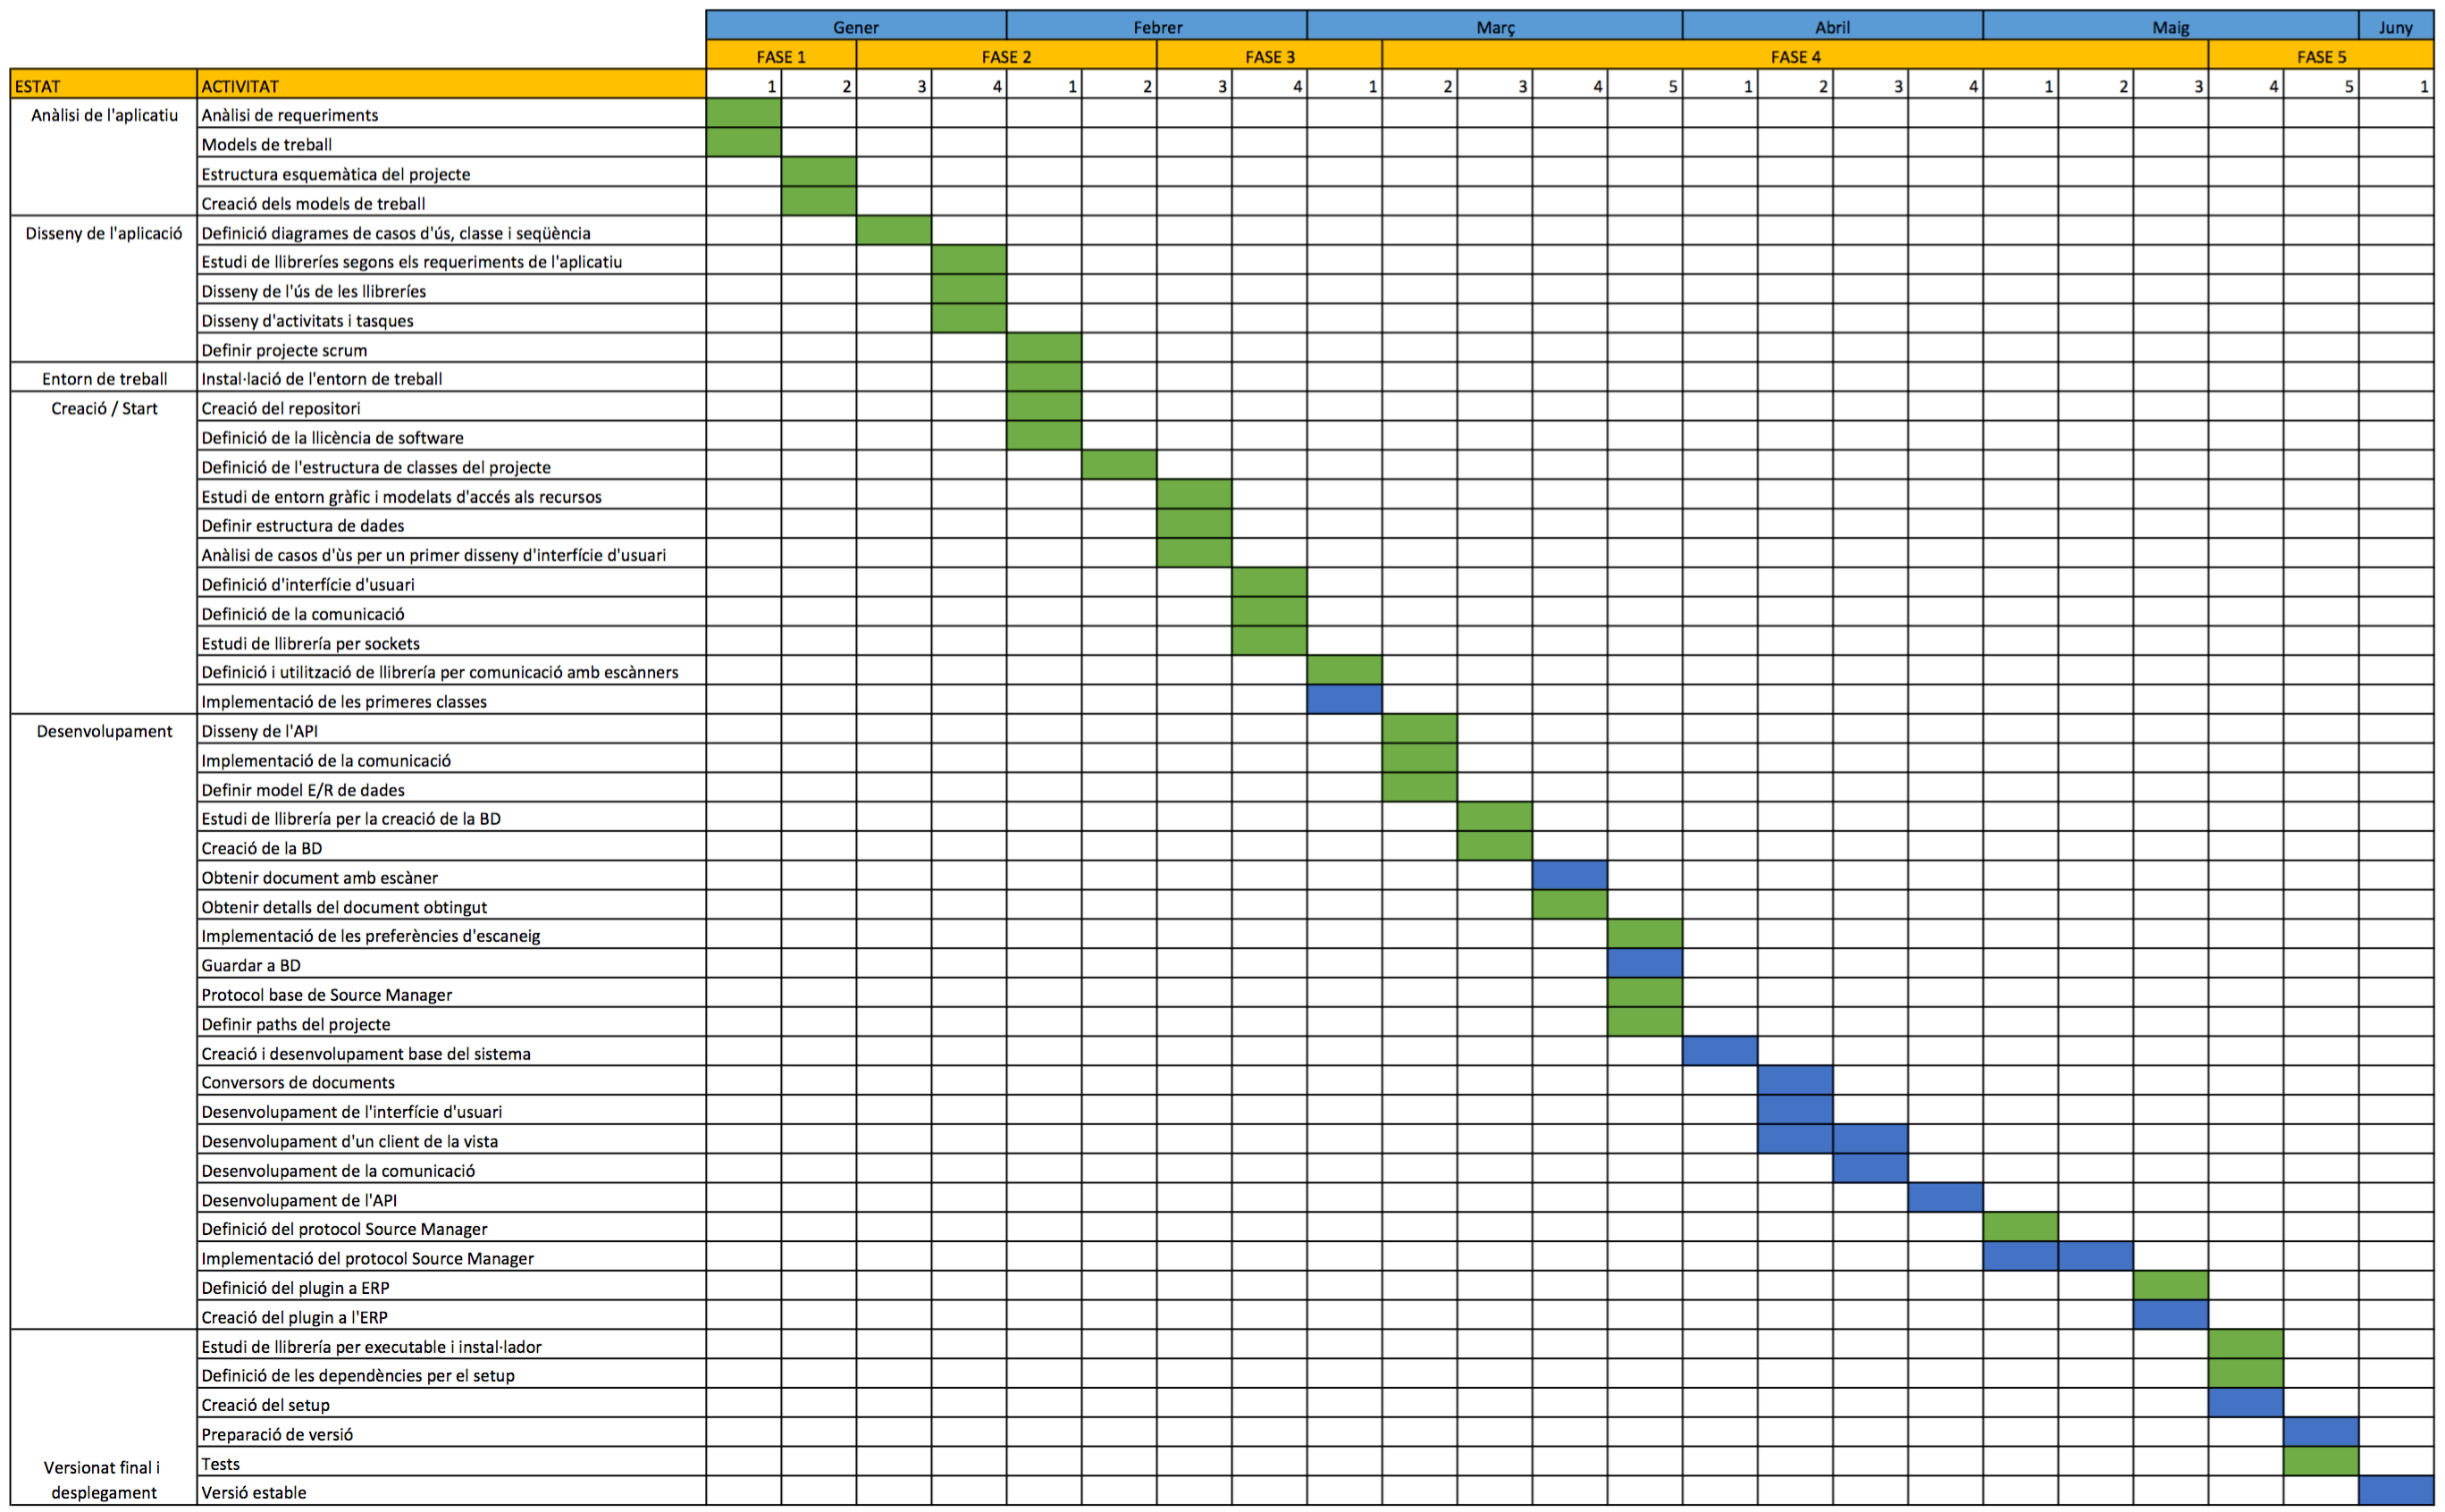 Gener Febrer Març Abril Maig Juny
FASE 1 FASE 2 FASE 3 FASE 4 FASE 5
ESTAT ACTIVITAT 1 2 3 4 1 2 3 4 1 2 3 4 5 1 2 3 4 1 2 3 4 5 1
Anàlisi de l'aplicatiu Anàlisi de requeriments
Models de treball
Estructura esquemàtica del projecte
Creació dels models de treball
Disseny de l'aplicació Definició diagrames de casos d'ús, classe i seqüència
Estudi de llibreríes segons els requeriments de l'aplicatiu
Disseny de l'ús de les llibreríes
Disseny d'activitats i tasques
Definir projecte scrum
Entorn de treball Instal·lació de l'entorn de treball
Creació / Start Creació del repositori
Definició de la llicència de software
Definició de l'estructura de classes del projecte
Estudi de entorn gràfic i modelats d'accés als recursos
Definir estructura de dades
Anàlisi de casos d'ùs per un primer disseny d'interfície d'usuari
Definició d'interfície d'usuari
Definició de la comunicació
Estudi de llibrería per sockets
Definició i utilització de llibrería per comunicació amb escànners
Implementació de les primeres classes
Desenvolupament Disseny de l'API
Implementació de la comunicació
Definir model E/R de dades
Estudi de llibrería per la creació de la BD
Creació de la BD
Obtenir document amb escàner
Obtenir detalls del document obtingut
Implementació de les preferències d'escaneig
Guardar a BD
Protocol base de Source Manager
Definir paths del projecte
Creació i desenvolupament base del sistema
Conversors de documents
Desenvolupament de l'interfície d'usuari
Desenvolupament d'un client de la vista
Desenvolupament de la comunicació
Desenvolupament de l'API
Definició del protocol Source Manager
Implementació del protocol Source Manager
Definició del plugin a ERP
Creació del plugin a l'ERP
Estudi de llibrería per executable i instal·lador
Definició de les dependències per el setup
Creació del setup
Preparació de versió
Versionat final i Tests
desplegament Versió estable